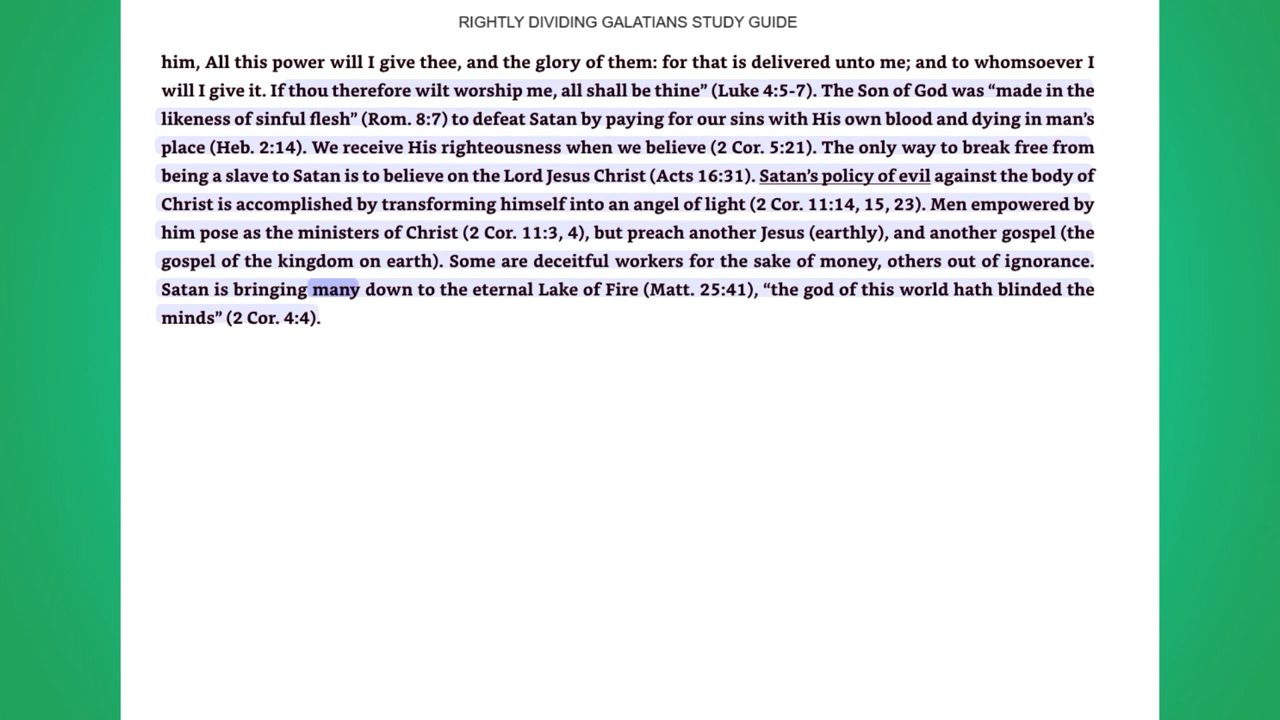 RIGHTLY DIVIDING GALATIANS STUDY GUIDE
him, All this power will I give thee, and the glory of them: for that is delivered unto me; and to whomsoever I
will I give it. If thou therefore wilt worship me, all shall be thine” (Luke 4:5-7). The Son of God was “made in the
likeness of sinful flesh” (Rom. 8:7) to defeat Satan by paying for our sins with His own blood and dying in man’s
place (Heb. 2:14). We receive His righteousness when we believe (2 Cor. 5:21). The only way to break free from
being a slave to Satan is to believe on the Lord Jesus Christ (Acts 16:31). Satan’s policy of evil against the body of
Christ is accomplished by transforming himself into an angel of light (2 Cor. 11:14, 15, 23). Men empowered by
him pose as the ministers of Christ (2 Cor. 11:3, 4), but preach another Jesus (earthly), and another gospel (the
gospel of the kingdom on earth). Some are deceitful workers for the sake of money, others out of ignorance.
Satan is bringing many down to the eternal Lake of Fire (Matt. 25:41), “the god of this world hath blinded the
minds” (2 Cor. 4:4).